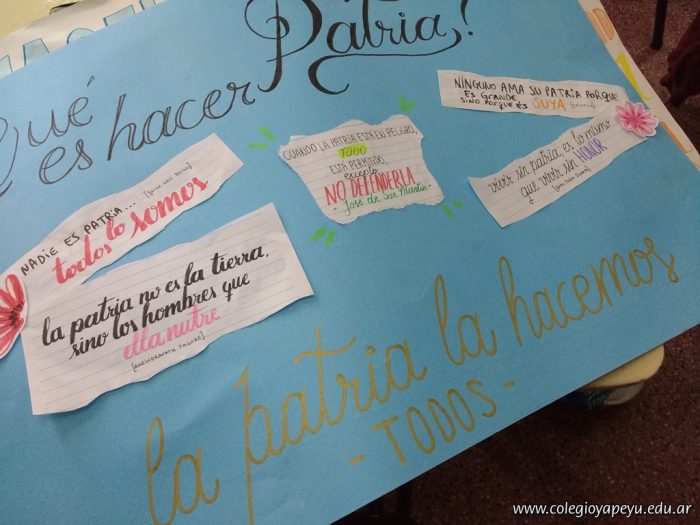 Qué
es hacer Patria?
NADIE ES PATRIA...
todos lo somos
la patria no es la tierra,
sino los hombres que
ella nutre
[RABINDRANATH TAGORE]
CUANDO LA PATRIA ESTÁ EN PELIGRO,
TODO
ESTÁ PERMITIDO,
excepto
NO DEFENDERLA.
- José de San Martín -
NINGUNO AMA SU PATRIA PORQUE
ES GRANDE
SINO PORQUE ES SUYA
vivir sin patria es lo mismo
que vivir sin HONOR
la patria la hacemos
- TODOS -
www.colegioyapeyu.edu.ar